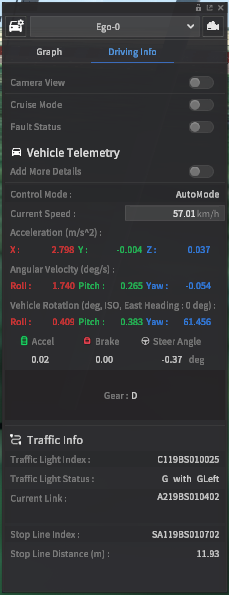 Ego-0
Graph Driving Info
Camera View
Cruise Mode
Fault Status
Vehicle Telemetry
Add More Details
Control Mode : AutoMode
Current Speed : 57.01 km/h
Acceleration (m/s^2) :
X : 2.798 Y : -0.004 Z : 0.037
Angular Velocity (deg/s) :
Roll : 1.740 Pitch : 0.265 Yaw : -0.054
Vehicle Rotation (deg, ISO, East Heading : 0 deg) :
Roll : 0.409 Pitch : 0.383 Yaw : 61.456
Accel Brake Steer Angle
0.02 0.00 -0.37 deg
Gear : D
Traffic Info
Traffic Light Index : C119BS010025
Traffic Light Status : G with GLeft
Current Link : A219BS010402
Stop Line Index : SA119BS010702
Stop Line Distance (m) : 11.93